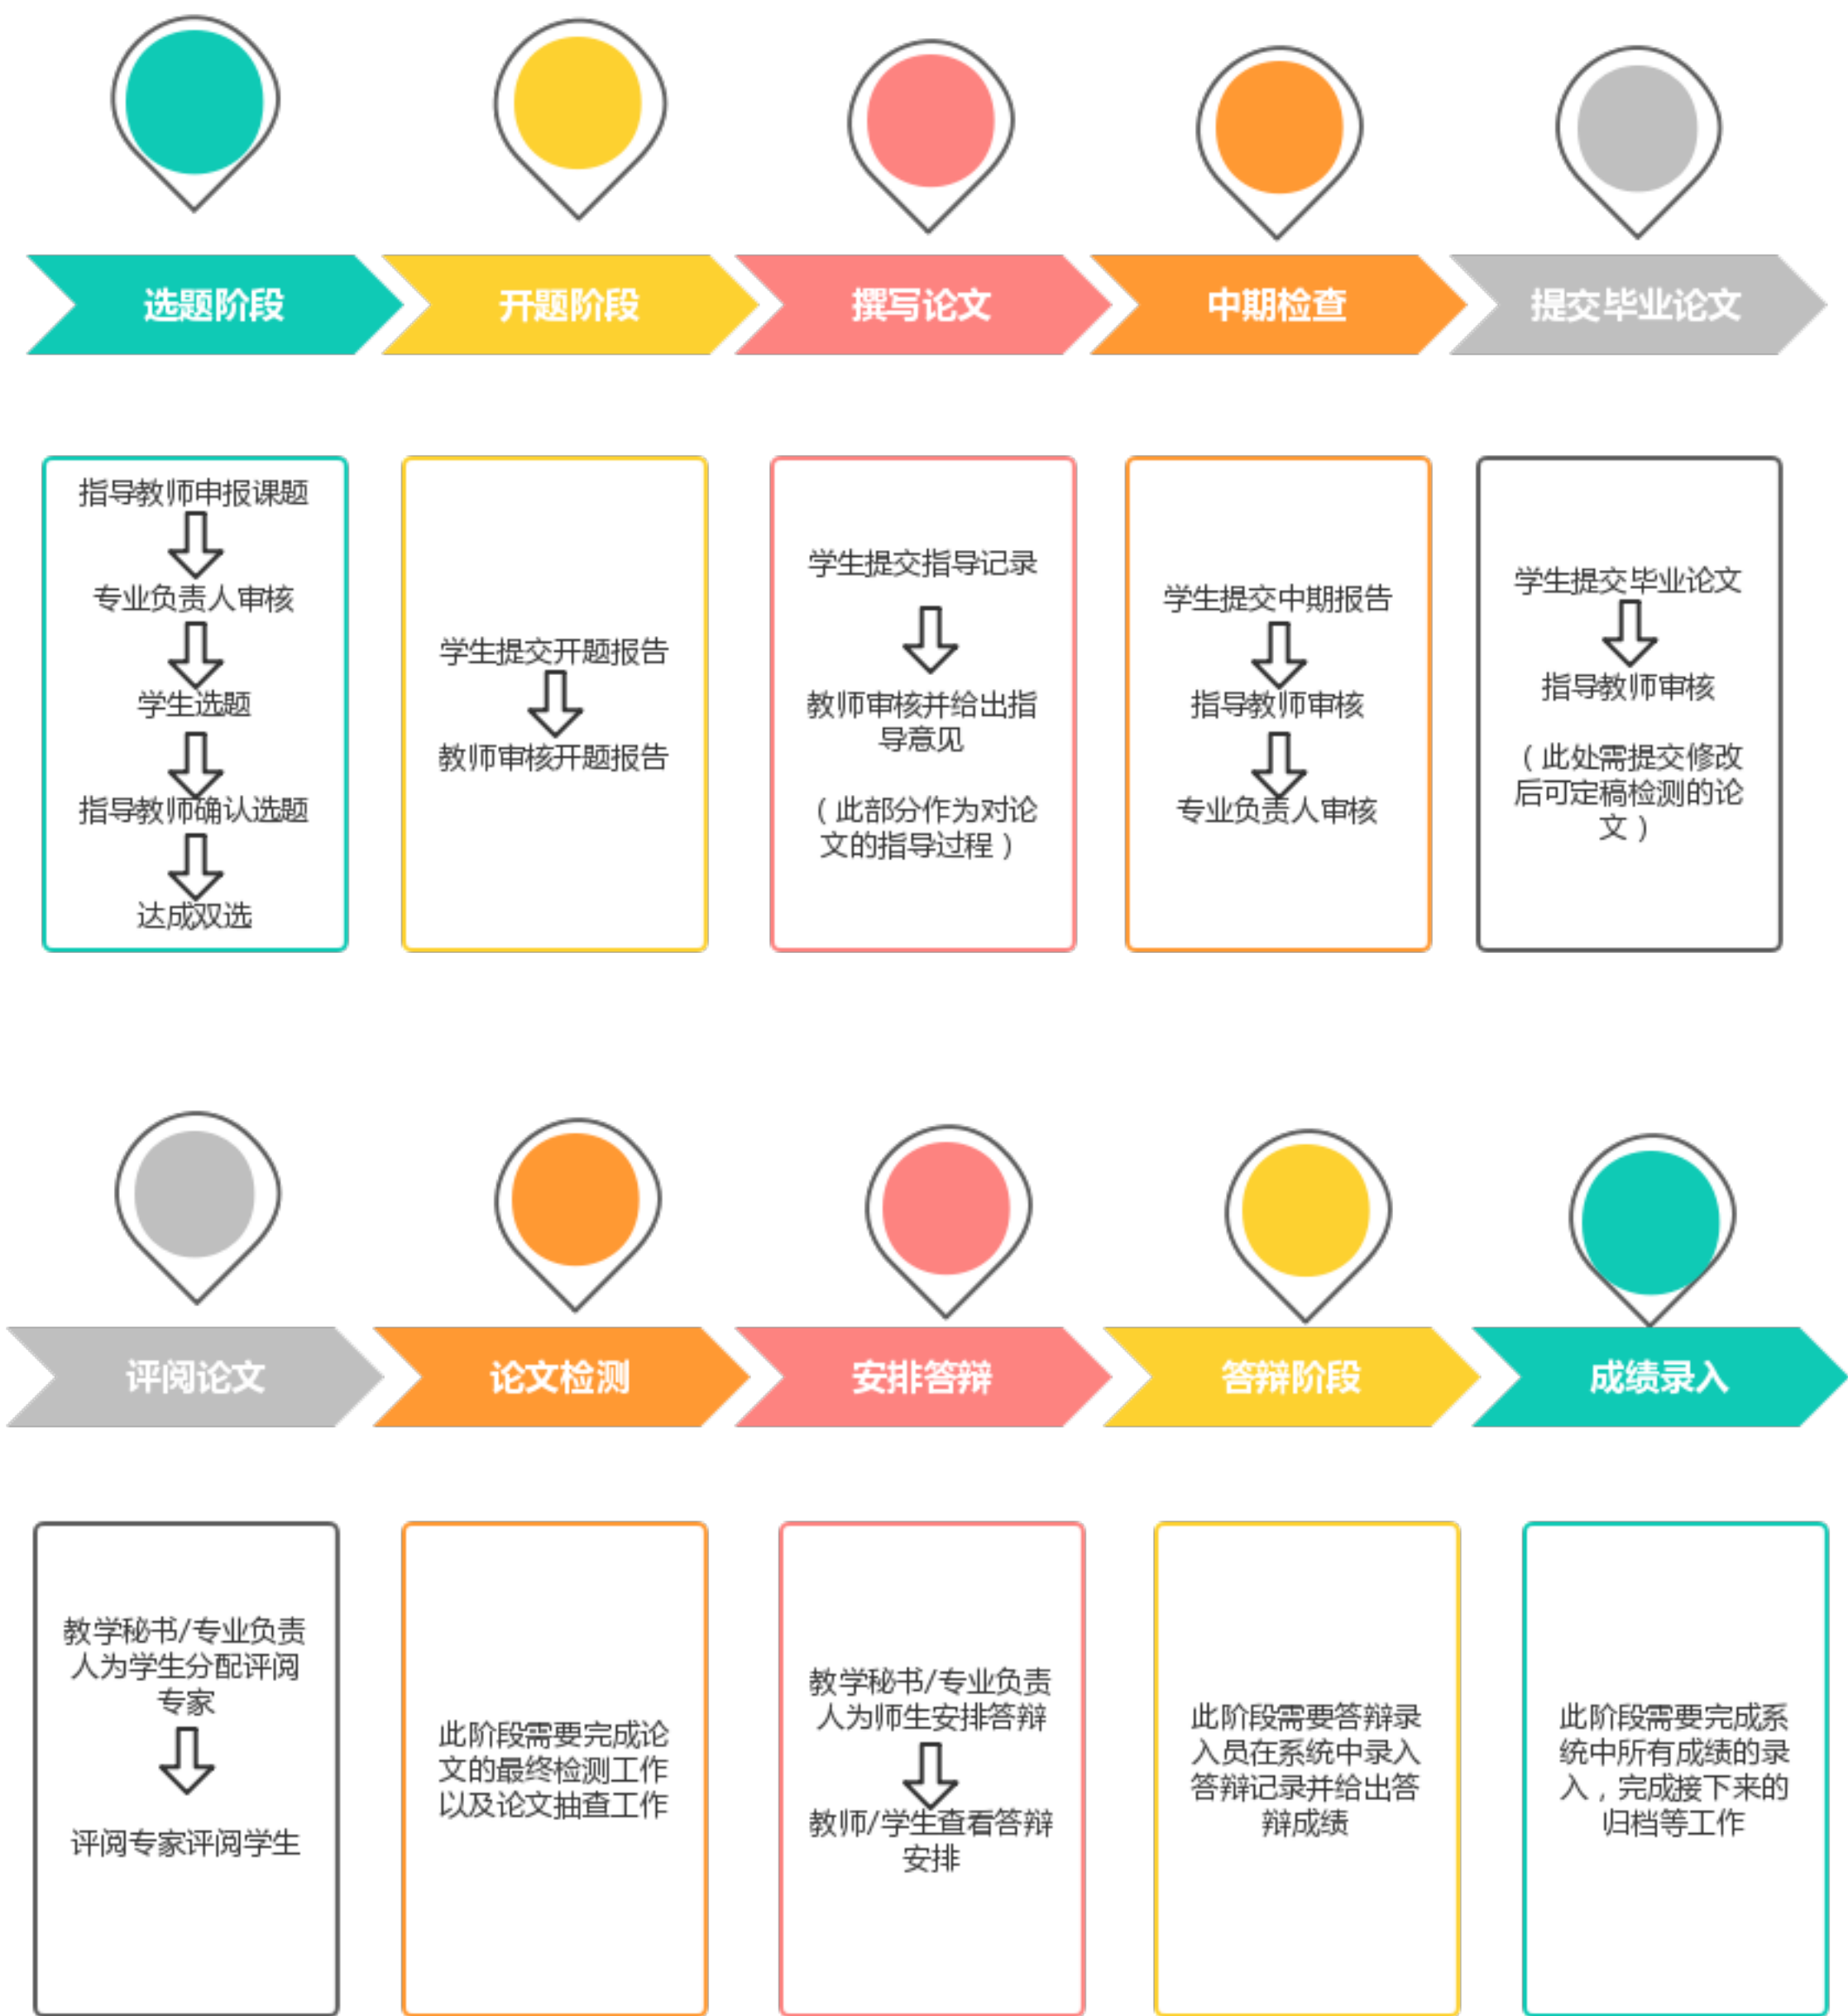 选题阶段
开题阶段
撰写论文
中期检查
提交毕业论文
指导教师申报课题
专业负责人审核
学生选题
指导教师确认选题
达成双选
学生提交开题报告
教师审核开题报告
学生提交指导记录
教师审核并给出指
导意见
（此部分作为对论
文的指导过程）
学生提交中期报告
指导教师审核
专业负责人审核
学生提交毕业论文
指导教师审核
（此处需提交修改
后可定稿检测的论
文）
评阅论文
论文检测
安排答辩
答辩阶段
成绩录入
教学秘书/专业负责
人为学生分配评阅
专家
评阅专家评阅学生
此阶段需要完成论
文的最终检测工作
以及论文抽查工作
教学秘书/专业负责
人为师生安排答辩
教师/学生查看答辩
安排
此阶段需要答辩录
入员在系统中录入
答辩记录并给出答
辩成绩
此阶段需要完成系
统中所有成绩的录
入，完成接下来的
归档等工作